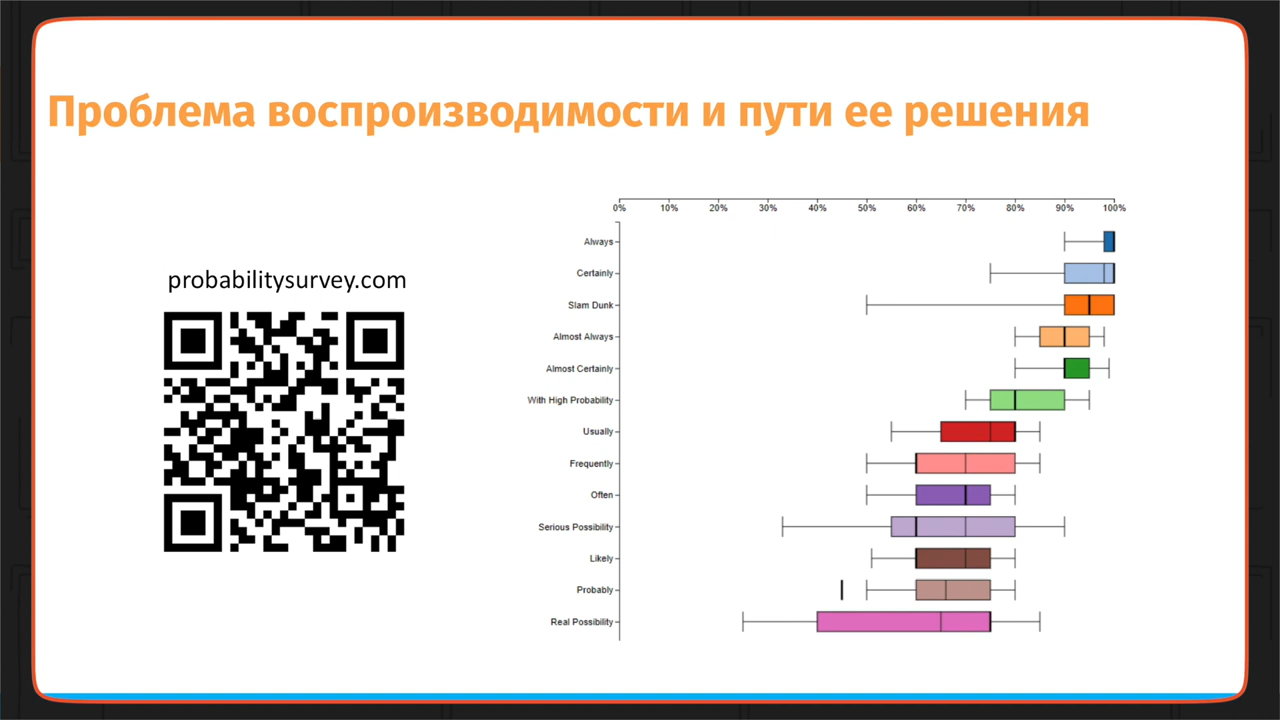 Проблема воспроизводимости и пути ее решения
probabilitysurvey.com
0% 10% 20% 30% 40% 50% 60% 70% 80% 90% 100%
Always
Certainly
Slam Dunk
Almost Always
Almost Certainly
With High Probability
Usually
Frequently
Often
Serious Possibility
Likely
Probably
Real Possibility